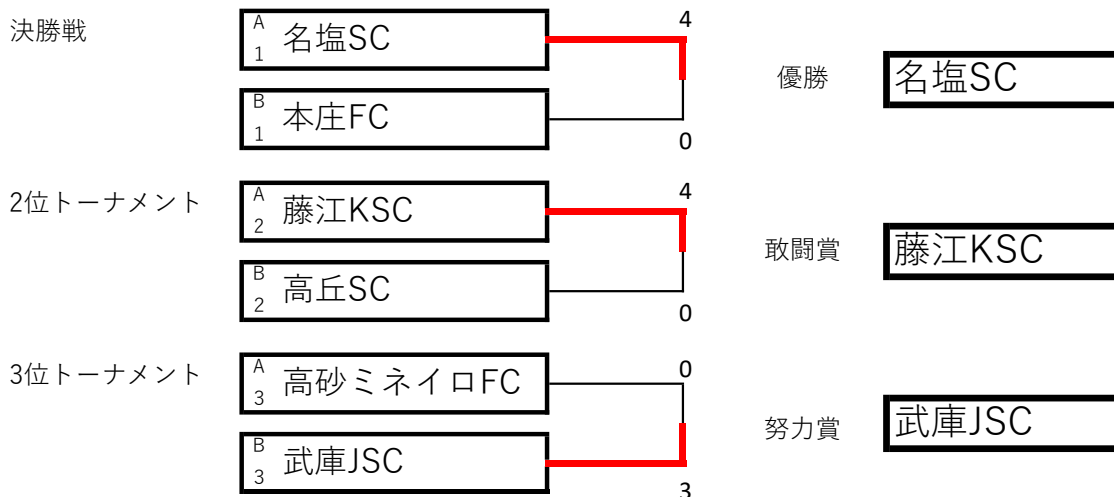 決勝戦
A
1
名塩SC
4
B
1
本庄FC
0
優勝
名塩SC
2位トーナメント
A
2
藤江KSC
4
B
2
高丘SC
0
敢闘賞
藤江KSC
3位トーナメント
A
3
高砂ミネイロFC
0
B
3
武庫JSC
3
努力賞
武庫JSC